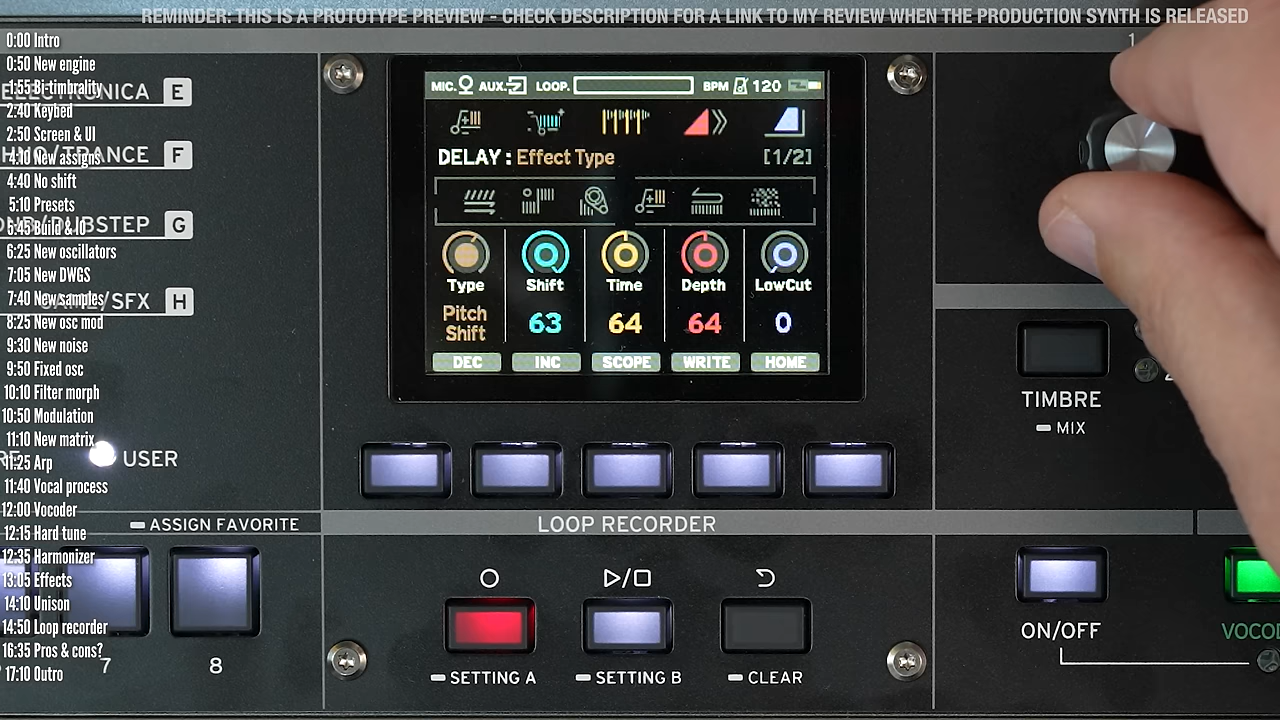 REMINDER: THIS IS A PROTOTYPE PREVIEW - CHECK DESCRIPTION FOR A LINK TO MY REVIEW WHEN THE PRODUCTION SYNTH IS RELEASED
0:00 Intro
0:50 New engine
1:55 Bi-timbrality
2:40 Keybed
2:50 Screen & UI
4:10 New assigns
4:40 No shift
5:10 Presets
5:45 Build & IO
6:25 New oscillators
7:05 New DWGS
7:40 New samples
8:25 New osc mod
9:30 New noise
9:50 Fixed osc
10:10 Filter morph
10:50 Modulation
11:10 New matrix
11:25 Arp
11:40 Vocal process
12:00 Vocoder
12:15 Hard tune
12:35 Harmonizer
13:05 Effects
14:10 Unison
14:50 Loop recorder
16:35 Pros & cons?
17:10 Outro
E
/TRANCE F
/DUBSTEP G
/SFX H
USER
ASSIGN FAVORITE
7 8
MIC. AUX. LOOP. BPM 120
DELAY : Effect Type [1/2]
Type Shift Time Depth LowCut
Pitch
Shift 63 64 64 0
DEC INC SCOPE WRITE HOME
LOOP RECORDER
SETTING A SETTING B CLEAR
1
TIMBRE
MIX
ON/OFF
VOCO